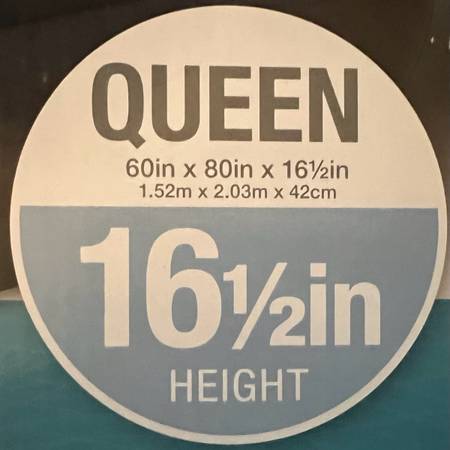 QUEEN
60in x 80in x 16½in
1.52m x 2.03m x 42cm
16½in
HEIGHT